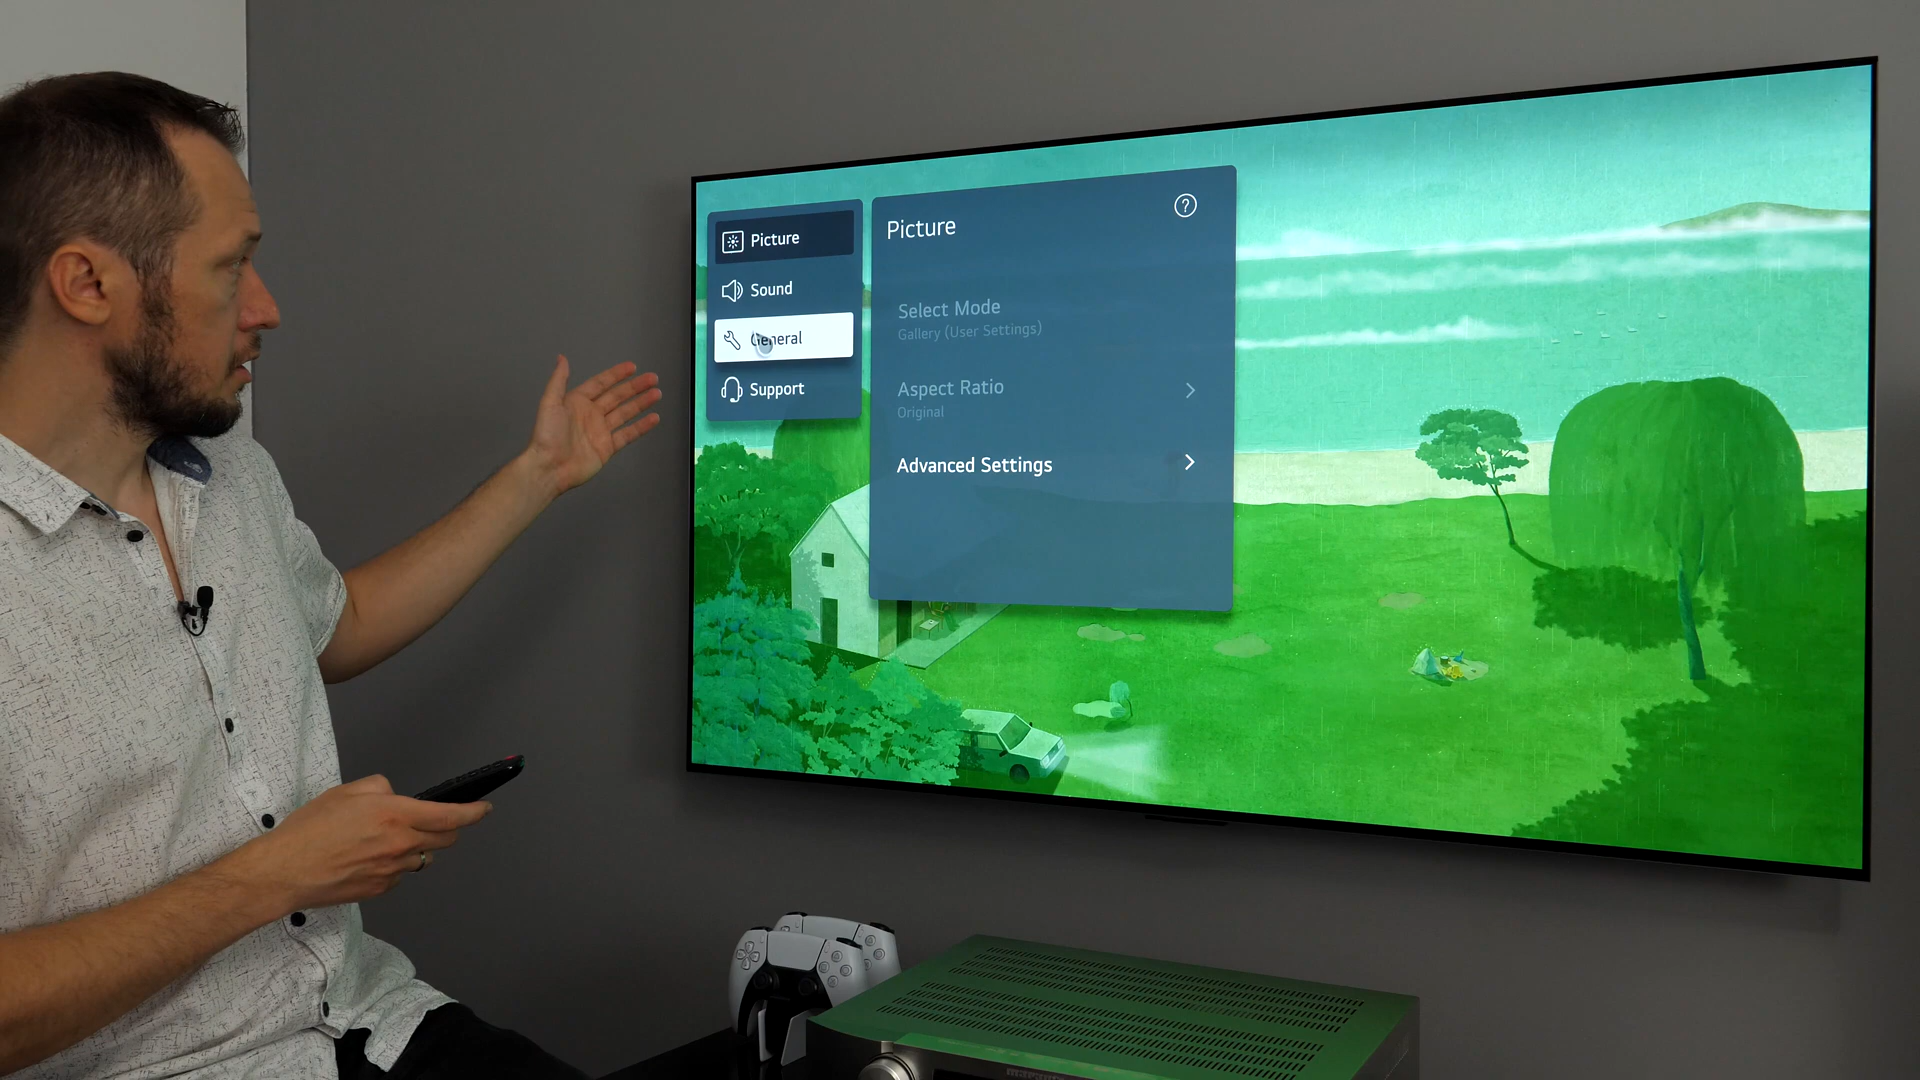 Picture
Sound
General
Support
Picture
?
Select Mode
Gallery (User Settings)
Aspect Ratio
Original
Advanced Settings